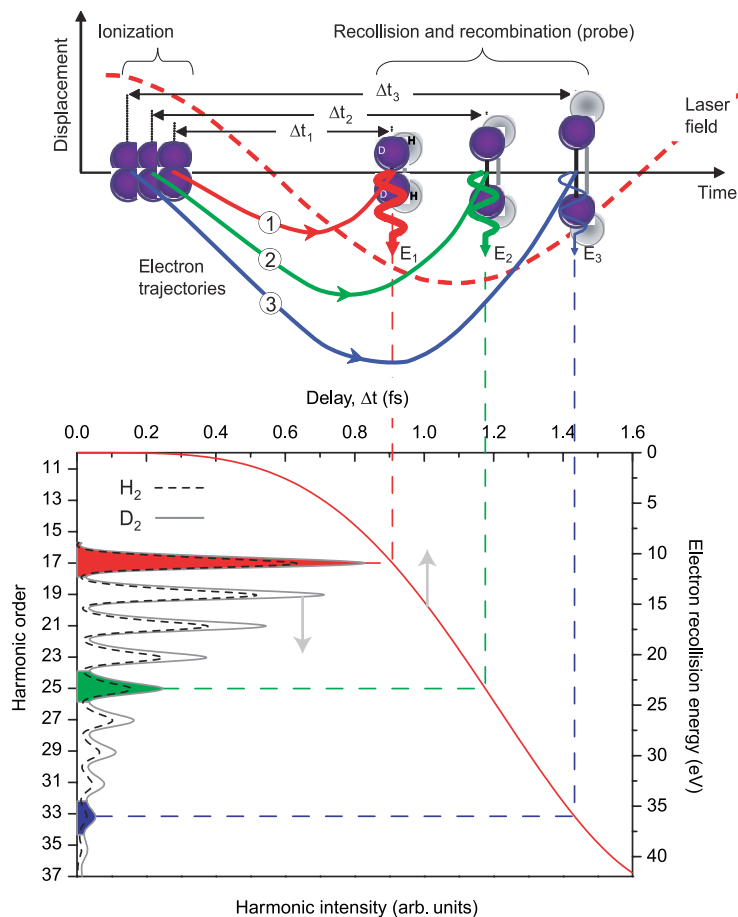 Ionization
Recollision and recombination (probe)
Displacement
Δt3
Δt2
Δt1
Laser
field
D
H
D
H
Time
1
2
3
E1
E2
E3
Electron
trajectories
Delay, Δt (fs)
0.0 0.2 0.4 0.6 0.8 1.0 1.2 1.4 1.6
H2
D2
Harmonic order
11
13
15
17
19
21
23
25
27
29
31
33
35
37
0
5
10
15
20
25
30
35
40
Electron recollision energy (eV)
Harmonic intensity (arb. units)